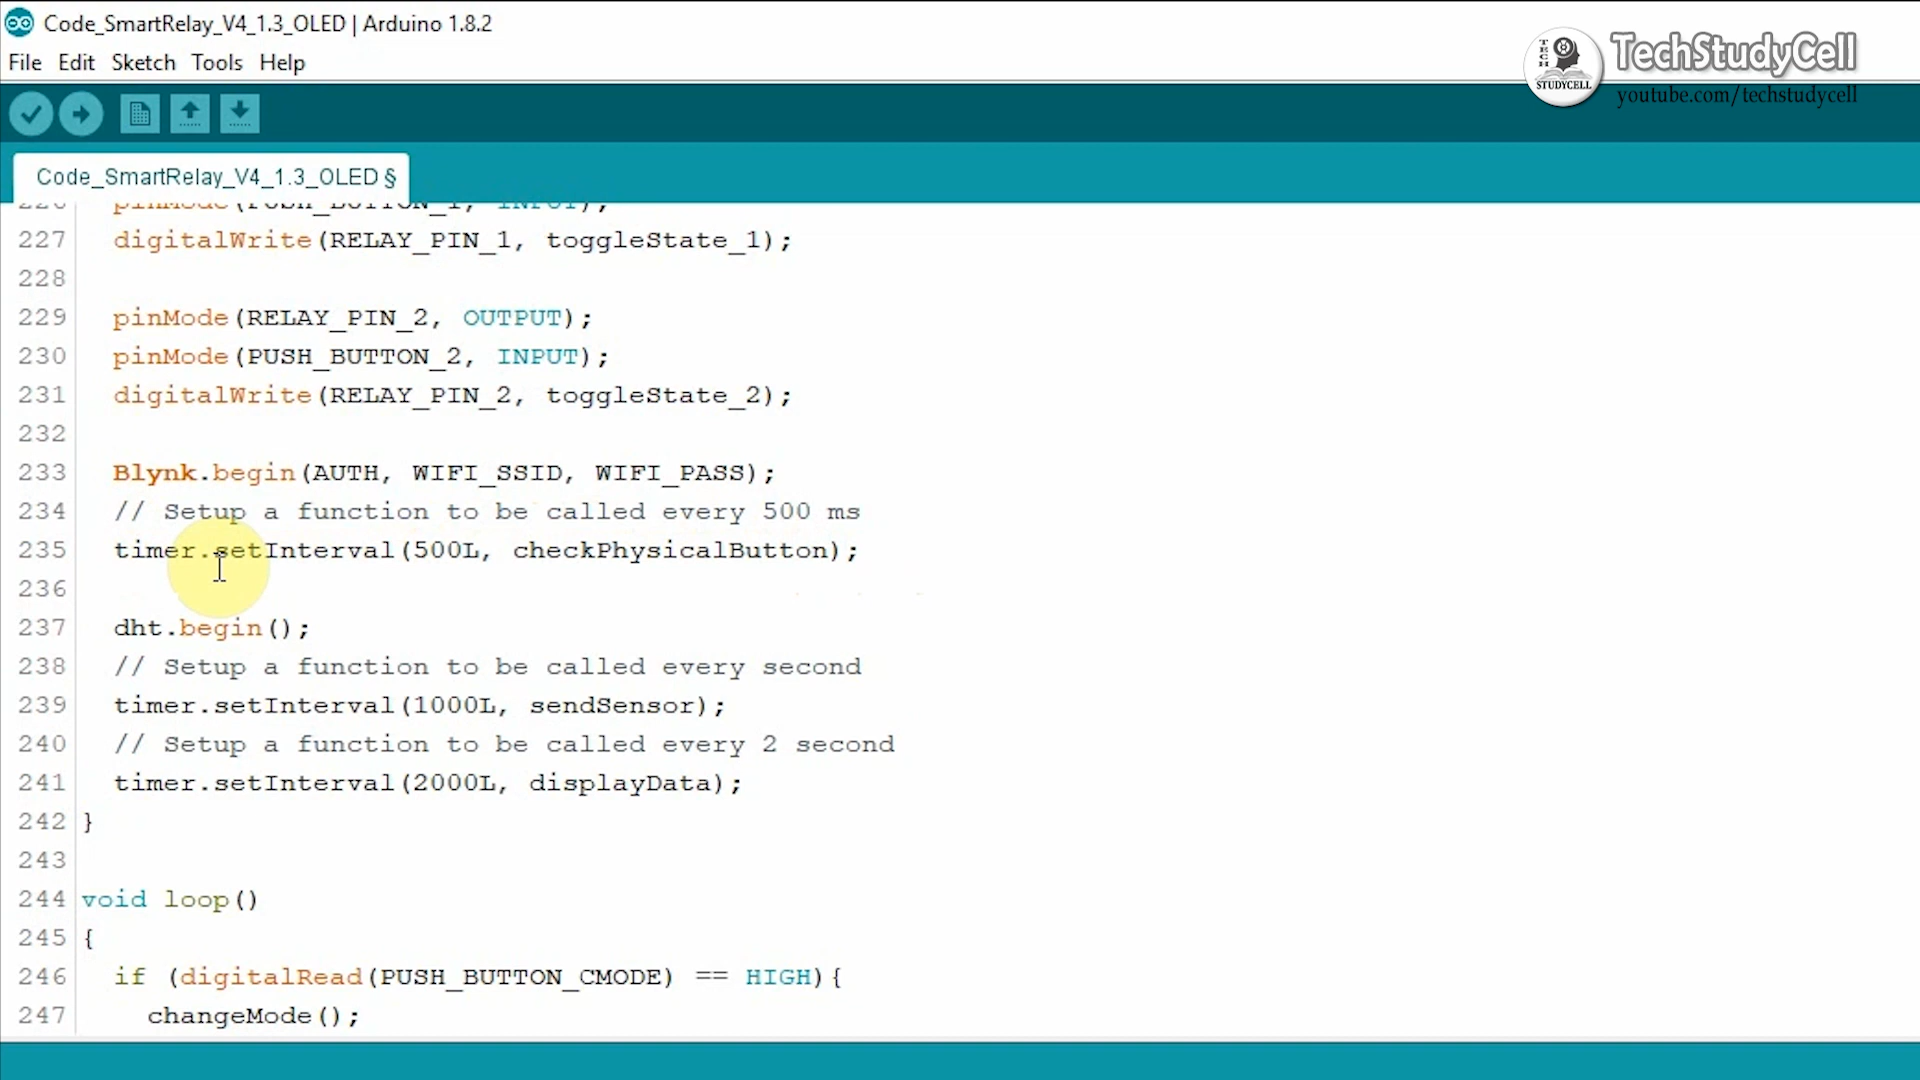 Code_SmartRelay_V4_1.3_OLED | Arduino 1.8.2
File Edit Sketch Tools Help
TECH
STUDYCELL
TechStudyCell
youtube.com/techstudycell
Code_SmartRelay_V4_1.3_OLED §
226 pinMode(PUSH_BUTTON_1, INPUT);
227 digitalWrite(RELAY_PIN_1, toggleState_1);
228
229 pinMode(RELAY_PIN_2, OUTPUT);
230 pinMode(PUSH_BUTTON_2, INPUT);
231 digitalWrite(RELAY_PIN_2, toggleState_2);
232
233 Blynk.begin(AUTH, WIFI_SSID, WIFI_PASS);
234 // Setup a function to be called every 500 ms
235 timer.setInterval(500L, checkPhysicalButton);
236
237 dht.begin();
238 // Setup a function to be called every second
239 timer.setInterval(1000L, sendSensor);
240 // Setup a function to be called every 2 second
241 timer.setInterval(2000L, displayData);
242 }
243
244 void loop()
245 {
246 if (digitalRead(PUSH_BUTTON_CMODE) == HIGH){
247 changeMode();